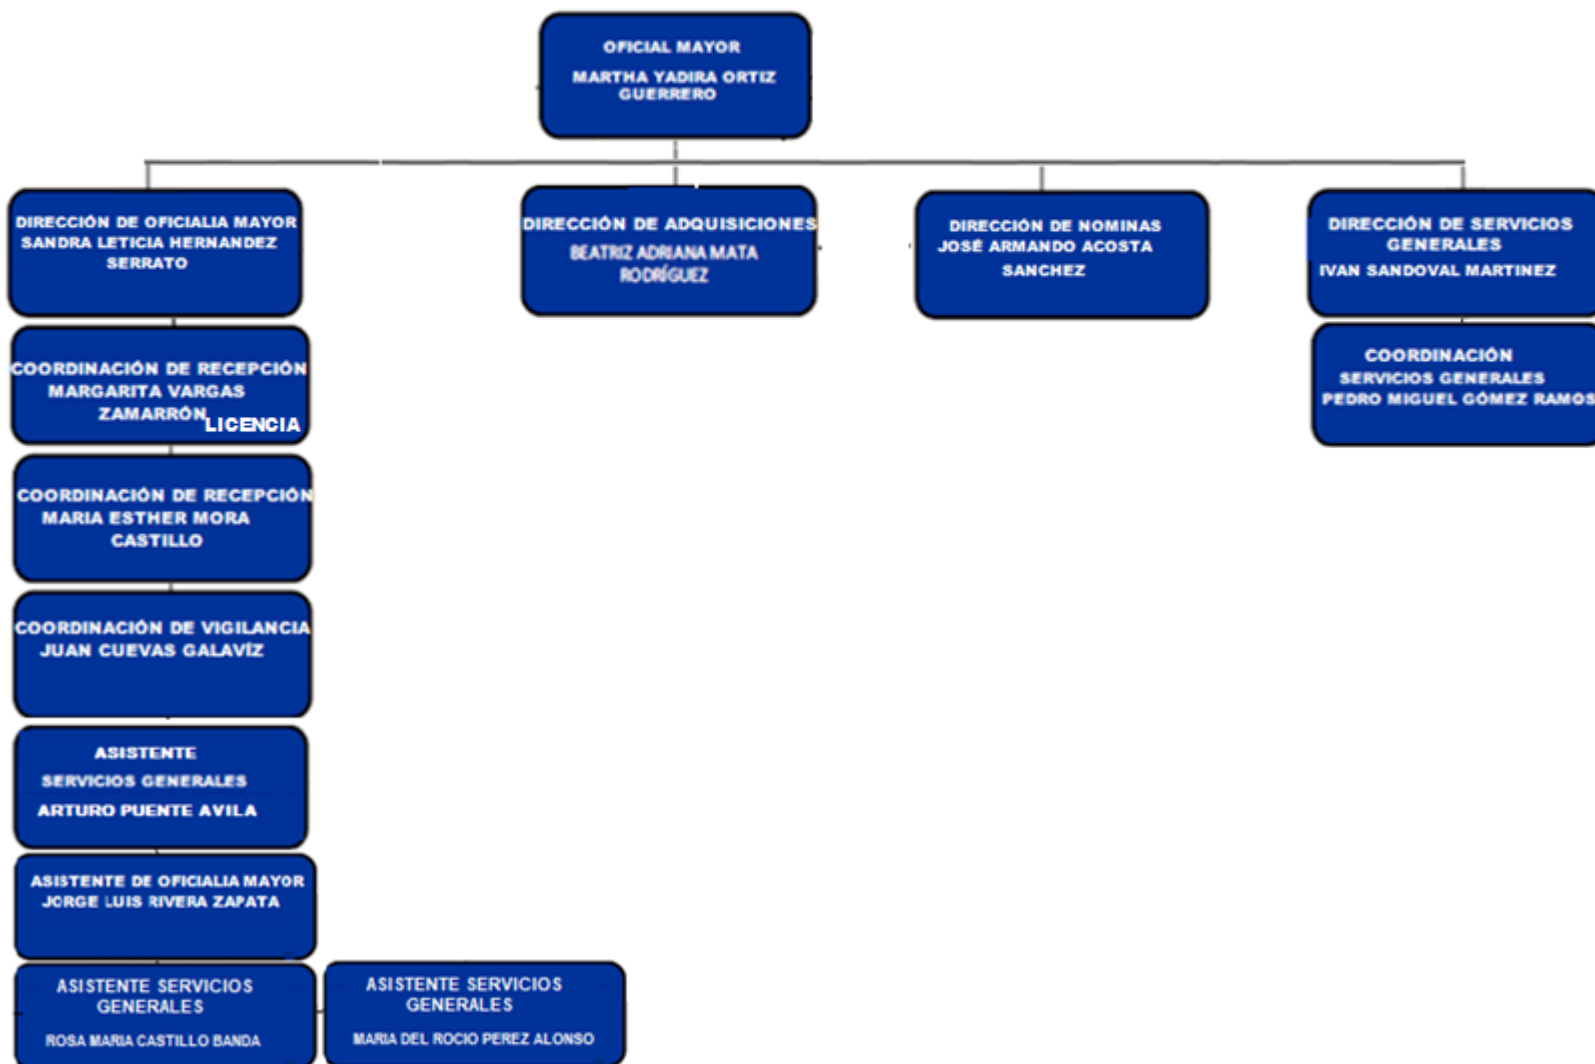 OFICIAL MAYOR
MARTHA YADIRA ORTIZ
GUERRERO
DIRECCIÓN DE OFICIALIA MAYOR
SANDRA LETICIA HERNANDEZ
SERRATO
DIRECCIÓN DE ADQUISICIONES
BEATRIZ ADRIANA MATA
RODRÍGUEZ
DIRECCIÓN DE NOMINAS
JOSÉ ARMANDO ACOSTA
SANCHEZ
DIRECCIÓN DE SERVICIOS
GENERALES
IVAN SANDOVAL MARTINEZ
COORDINACIÓN DE RECEPCIÓN
MARGARITA VARGAS
ZAMARRÓN
LICENCIA
COORDINACIÓN
SERVICIOS GENERALES
PEDRO MIGUEL GÓMEZ RAMOS
COORDINACIÓN DE RECEPCIÓN
MARIA ESTHER MORA
CASTILLO
COORDINACIÓN DE VIGILANCIA
JUAN CUEVAS GALAVÍZ
ASISTENTE
SERVICIOS GENERALES
ARTURO PUENTE AVILA
ASISTENTE DE OFICIALIA MAYOR
JORGE LUIS RIVERA ZAPATA
ASISTENTE SERVICIOS
GENERALES
ROSA MARIA CASTILLO BANDA
ASISTENTE SERVICIOS
GENERALES
MARIA DEL ROCIO PEREZ ALONSO